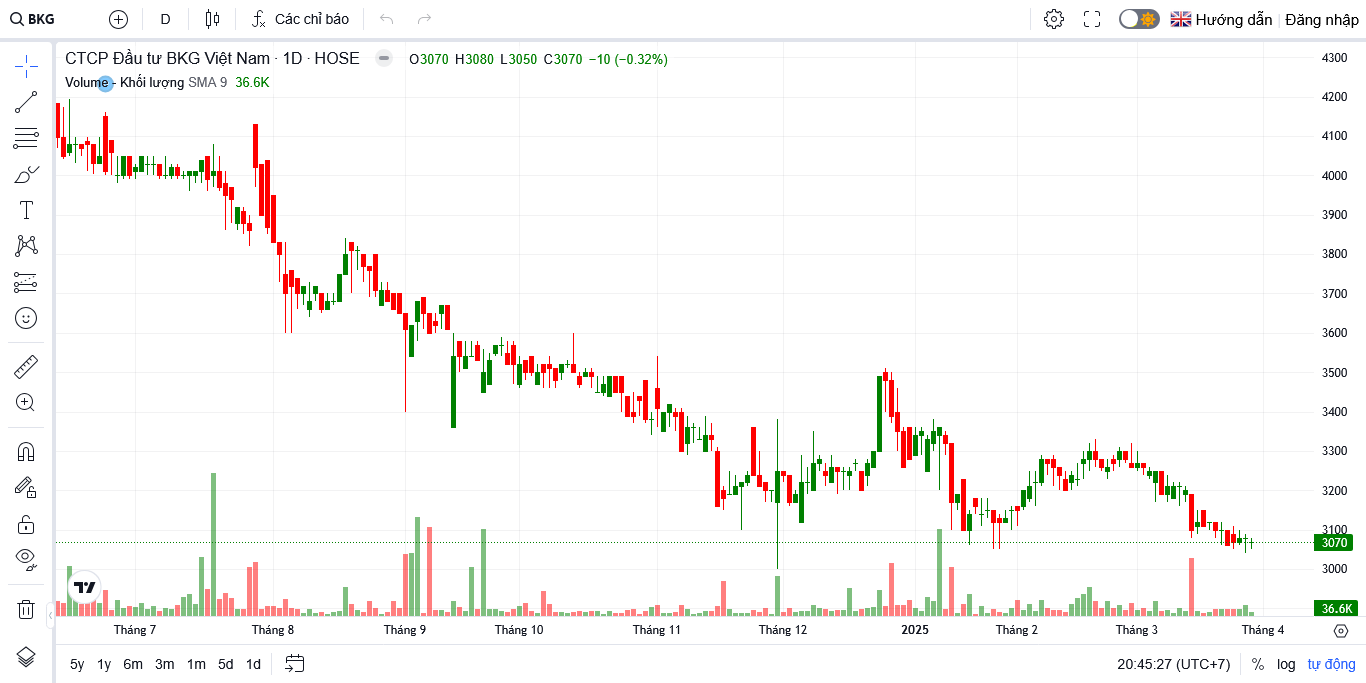 BKG D Các chỉ báo Hướng dẫn Đăng nhập
CTCP Đầu tư BKG Việt Nam · 1D · HOSE O3070 H3080 L3050 C3070 −10 (−0.32%)
Volume - Khối lượng SMA 9 36.6K
4300
4200
4100
4000
3900
3800
3700
3600
3500
3400
3300
3200
3100
3070
3000
36.6K
Tháng 7 Tháng 8 Tháng 9 Tháng 10 Tháng 11 Tháng 12 2025 Tháng 2 Tháng 3 Tháng 4
5y 1y 6m 3m 1m 5d 1d 20:45:27 (UTC+7) % log tự động